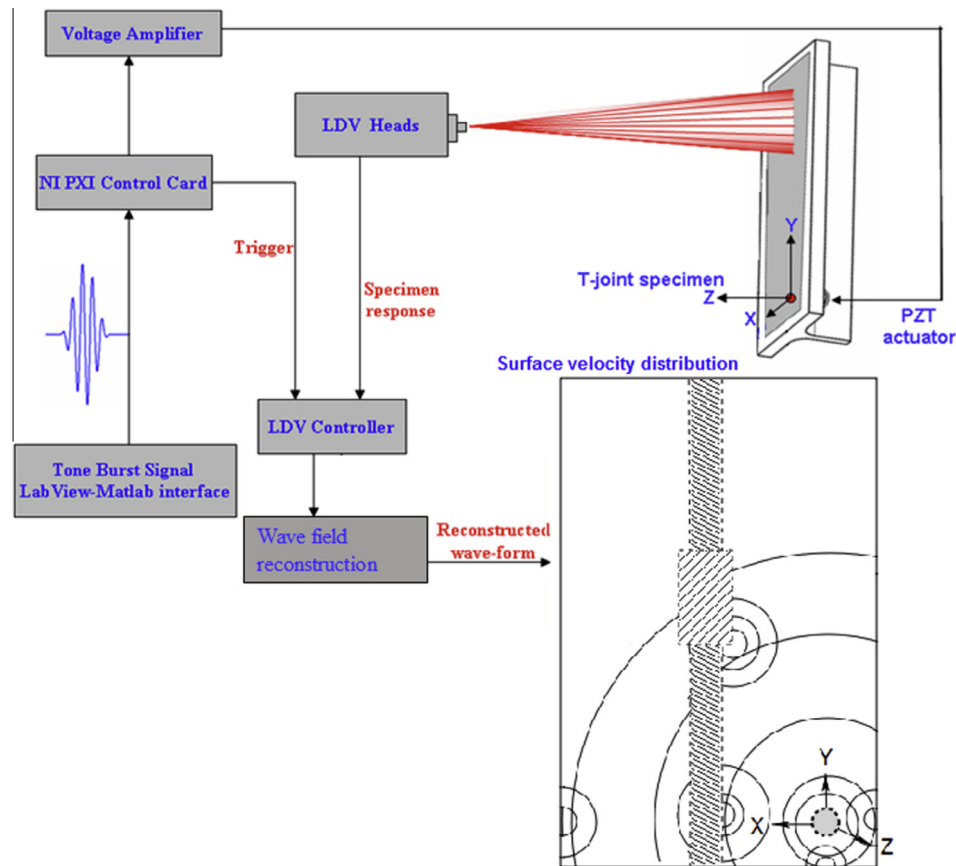 Voltage Amplifier
LDV Heads
NI PXI Control Card
Trigger
Specimen
response
Y
T-joint specimen
Z
X
PZT
actuator
Surface velocity distribution
LDV Controller
Tone Burst Signal
LabView-Matlab interface
Wave field
reconstruction
Reconstructed
wave-form
Y
X
Z